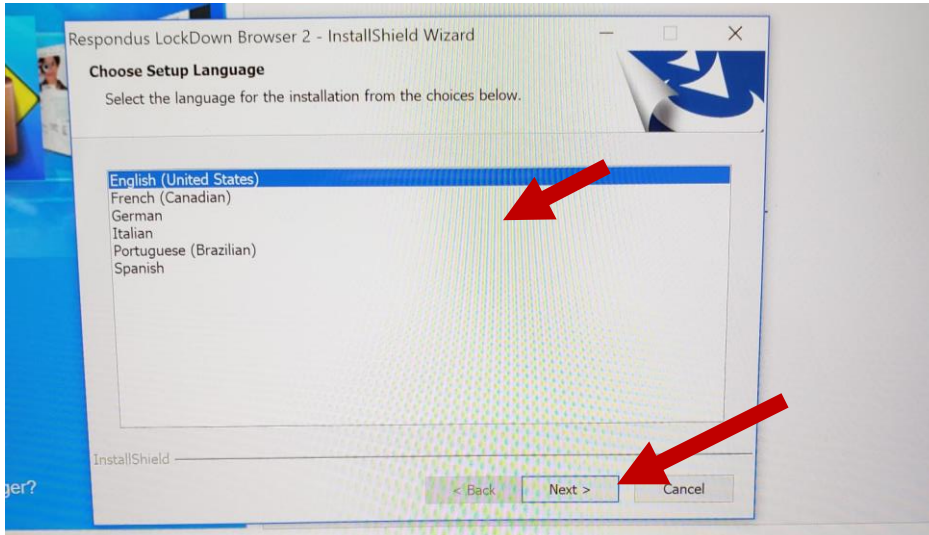 Respondus LockDown Browser 2 - InstallShield Wizard
Choose Setup Language
Select the language for the installation from the choices below.
English (United States)
French (Canadian)
German
Italian
Portuguese (Brazilian)
Spanish
InstallShield
< Back Next > Cancel
ger?